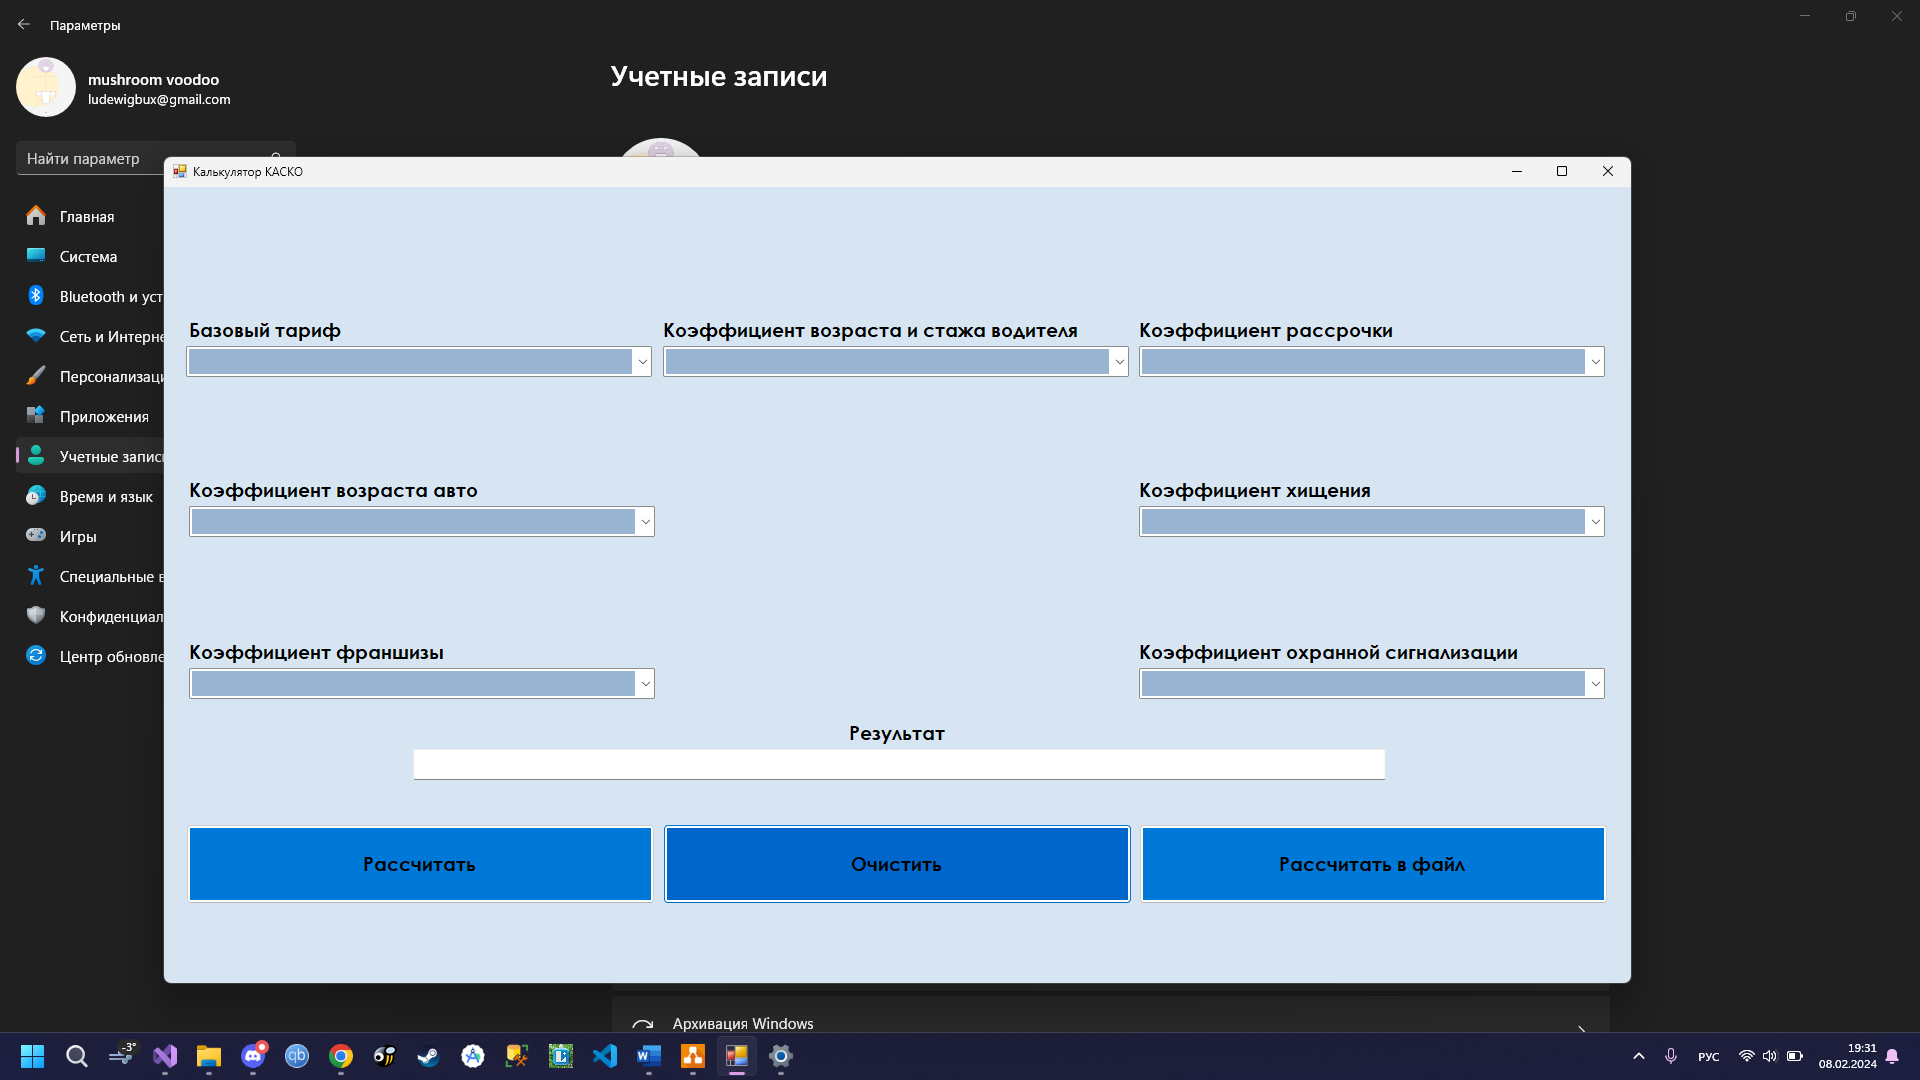 Параметры
mushroom voodoo
ludewigbux@gmail.com
Учетные записи
Найти параметр
Калькулятор КАСКО
Главная
Система
Bluetooth и уст
Сеть и Интерне
Персонализаци
Приложения
Учетные запис
Время и язык
Игры
Специальные в
Конфиденциал
Центр обновле
Базовый тариф
Коэффициент возраста и стажа водителя
Коэффициент рассрочки
Коэффициент возраста авто
Коэффициент хищения
Коэффициент франшизы
Коэффициент охранной сигнализации
Результат
Рассчитать
Очистить
Рассчитать в файл
Архивация Windows
-3°
qb
W
РУС
19:31
08.02.2024